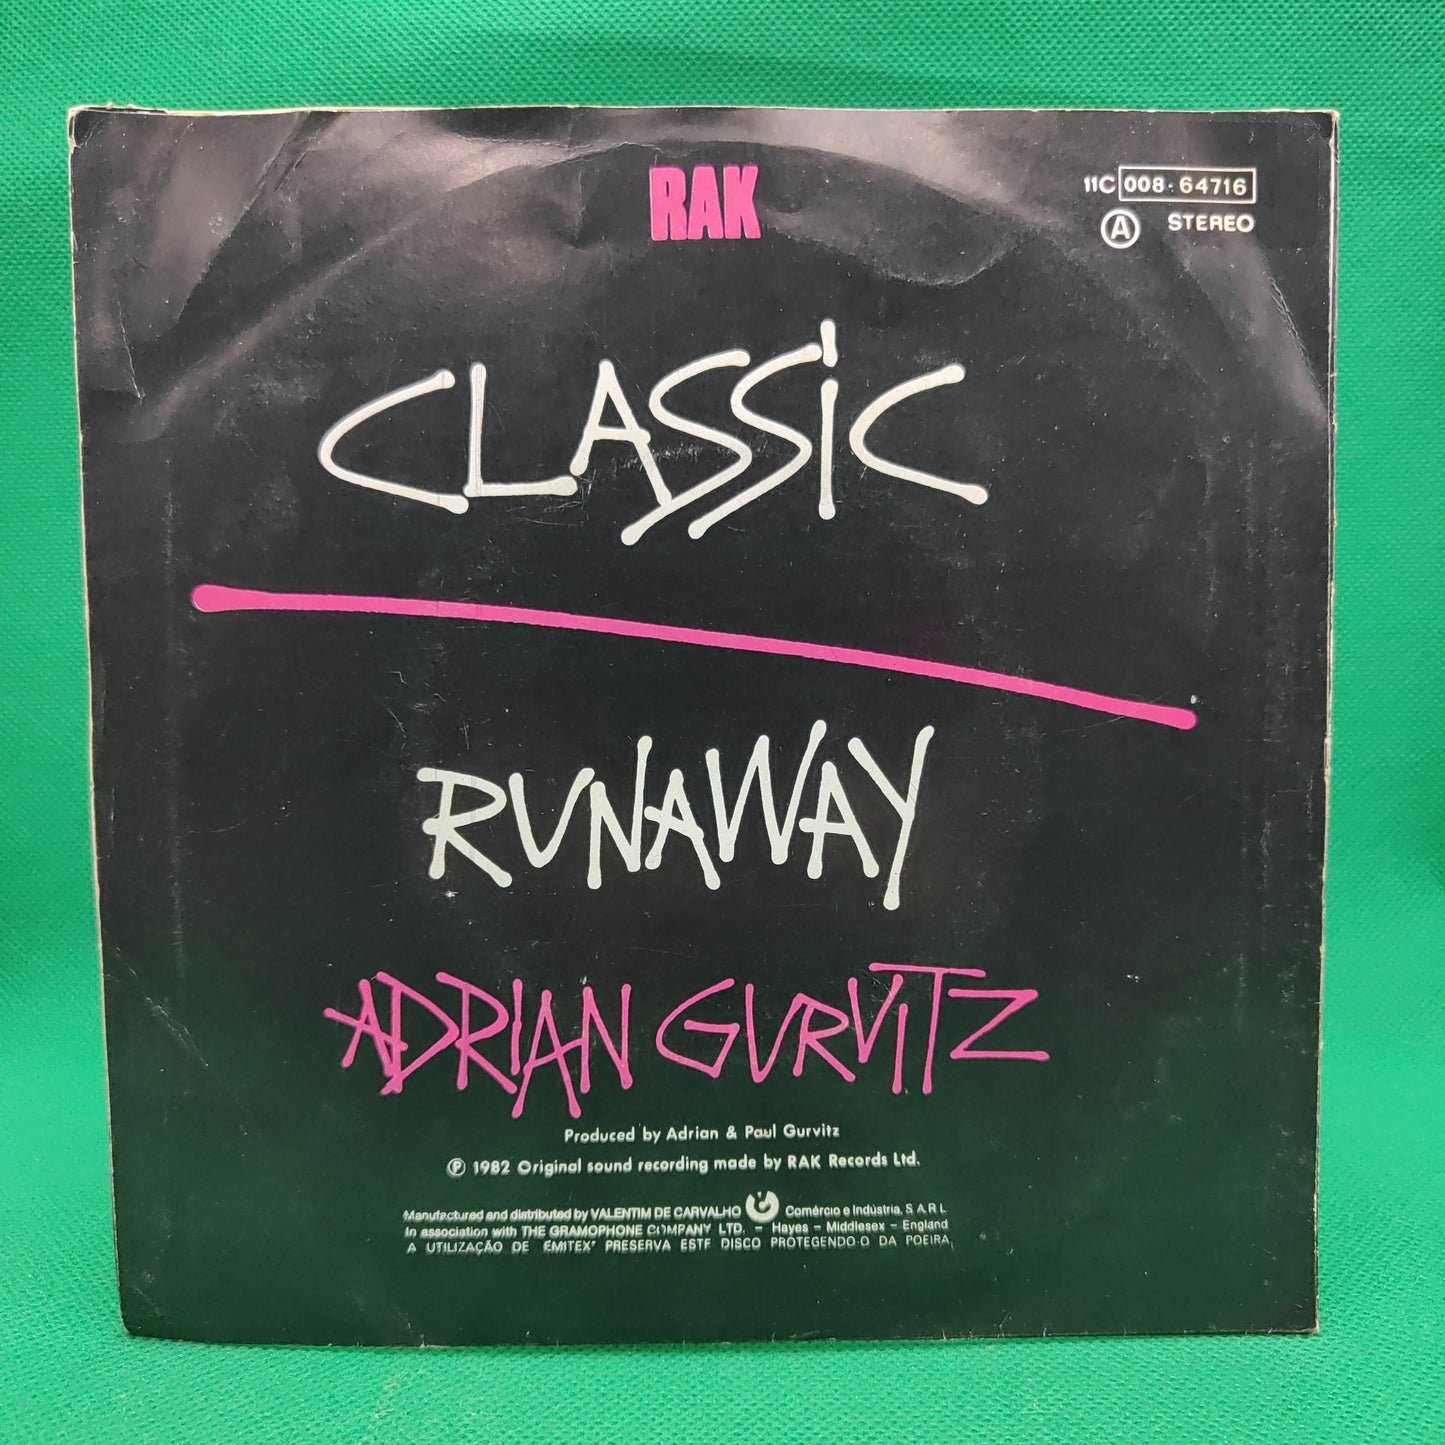 RAK
11C 008·64716
A STEREO
CLASSIC
RUNAWAY
ADRIAN GURVITZ
Produced by Adrian & Paul Gurvitz
℗ 1982 Original sound recording made by RAK Records Ltd.
Manufactured and distributed by VALENTIM DE CARVALHO Comércio e Indústria, S A R L
In association with THE GRAMOPHONE COMPANY LTD. – Hayes – Middlesex – England
A UTILIZAÇÃO DE "EMITEX" PRESERVA ESTE DISCO PROTEGENDO-O DA POEIRA